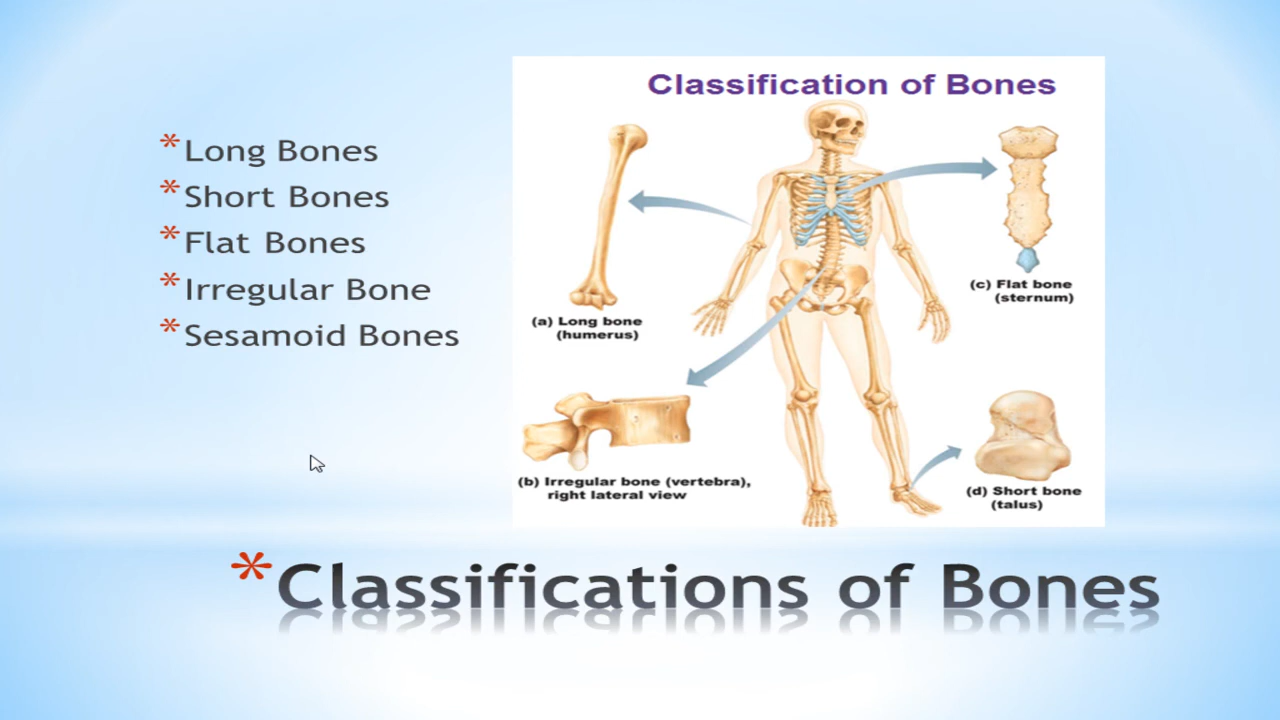 * Long Bones
* Short Bones
* Flat Bones
* Irregular Bone
* Sesamoid Bones
Classification of Bones
(a) Long bone
(humerus)
(c) Flat bone
(sternum)
(b) Irregular bone (vertebra),
right lateral view
(d) Short bone
(talus)
* Classifications of Bones